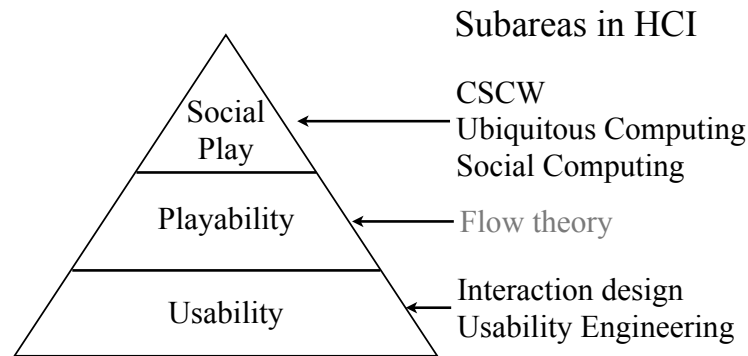 Subareas in HCI
Social
Play
CSCW
Ubiquitous Computing
Social Computing
Playability
Flow theory
Usability
Interaction design
Usability Engineering